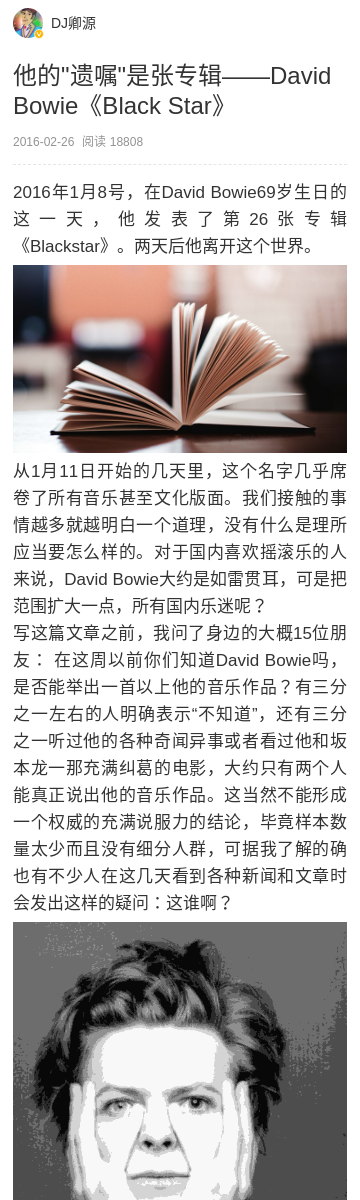 DJ卿源
他的"遗嘱"是张专辑——David
Bowie《Black Star》
2016-02-26 阅读 18808
2016年1月8号，在David Bowie69岁生日的
这一天，他发表了第26张专辑
《Blackstar》。两天后他离开这个世界。
从1月11日开始的几天里，这个名字几乎席
卷了所有音乐甚至文化版面。我们接触的事
情越多就越明白一个道理，没有什么是理所
应当要怎么样的。对于国内喜欢摇滚乐的人
来说，David Bowie大约是如雷贯耳，可是把
范围扩大一点，所有国内乐迷呢？
写这篇文章之前，我问了身边的大概15位朋
友： 在这周以前你们知道David Bowie吗，
是否能举出一首以上他的音乐作品？有三分
之一左右的人明确表示“不知道”，还有三分
之一听过他的各种奇闻异事或者看过他和坂
本龙一那充满纠葛的电影，大约只有两个人
能真正说出他的音乐作品。这当然不能形成
一个权威的充满说服力的结论，毕竟样本数
量太少而且没有细分人群，可据我了解的确
也有不少人在这几天看到各种新闻和文章时
会发出这样的疑问：这谁啊？